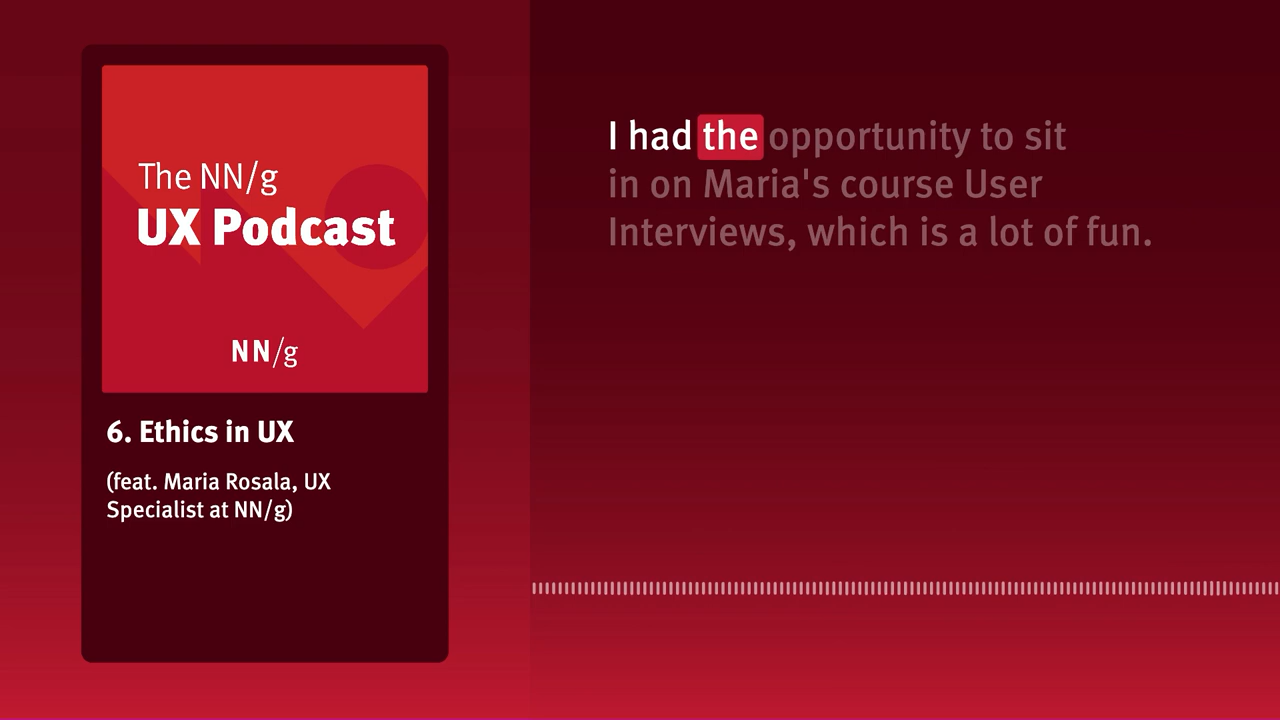 The NN/g
UX Podcast
NN/g
6. Ethics in UX
(feat. Maria Rosala, UX
Specialist at NN/g)
I had the opportunity to sit
in on Maria's course User
Interviews, which is a lot of fun.